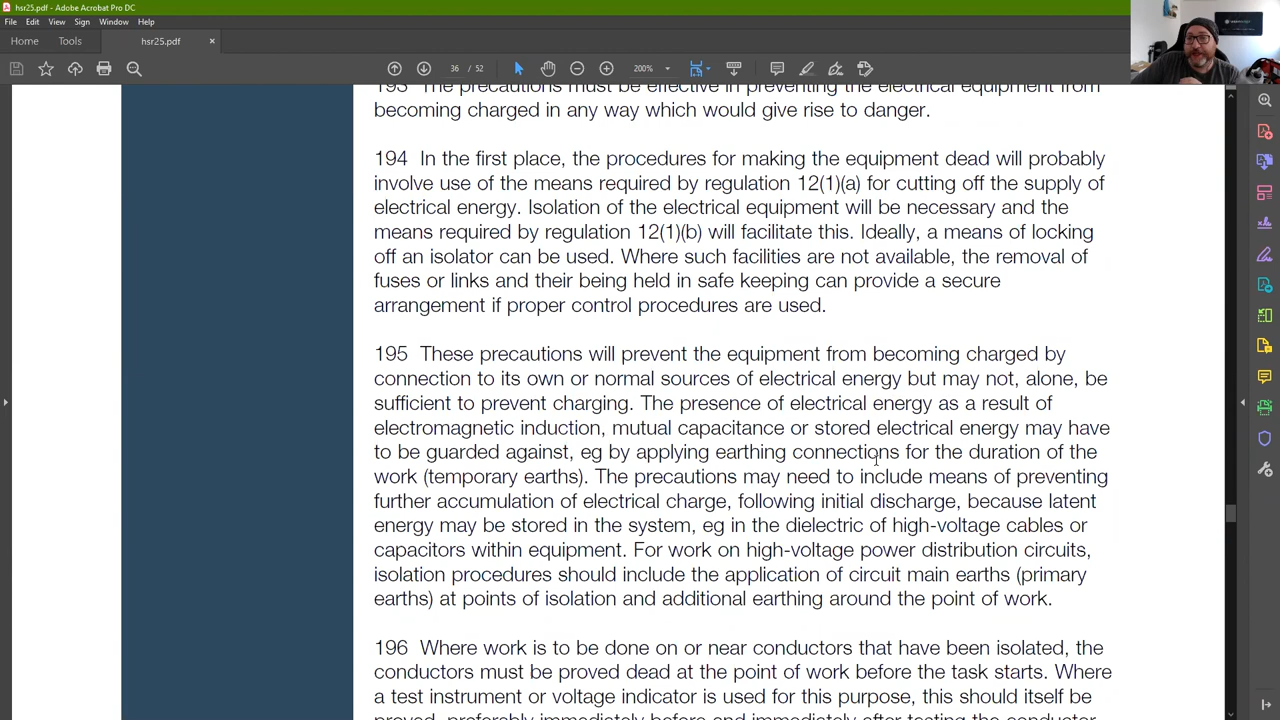 hsr25.pdf - Adobe Acrobat Pro DC
File Edit View Sign Window Help
Home Tools hsr25.pdf ×
36 / 52 200%
193 The precautions must be effective in preventing the electrical equipment from
becoming charged in any way which would give rise to danger.
194 In the first place, the procedures for making the equipment dead will probably
involve use of the means required by regulation 12(1)(a) for cutting off the supply of
electrical energy. Isolation of the electrical equipment will be necessary and the
means required by regulation 12(1)(b) will facilitate this. Ideally, a means of locking
off an isolator can be used. Where such facilities are not available, the removal of
fuses or links and their being held in safe keeping can provide a secure
arrangement if proper control procedures are used.
195 These precautions will prevent the equipment from becoming charged by
connection to its own or normal sources of electrical energy but may not, alone, be
sufficient to prevent charging. The presence of electrical energy as a result of
electromagnetic induction, mutual capacitance or stored electrical energy may have
to be guarded against, eg by applying earthing connections for the duration of the
work (temporary earths). The precautions may need to include means of preventing
further accumulation of electrical charge, following initial discharge, because latent
energy may be stored in the system, eg in the dielectric of high-voltage cables or
capacitors within equipment. For work on high-voltage power distribution circuits,
isolation procedures should include the application of circuit main earths (primary
earths) at points of isolation and additional earthing around the point of work.
196 Where work is to be done on or near conductors that have been isolated, the
conductors must be proved dead at the point of work before the task starts. Where
a test instrument or voltage indicator is used for this purpose, this should itself be
proved, preferably immediately before and immediately after testing the conductor